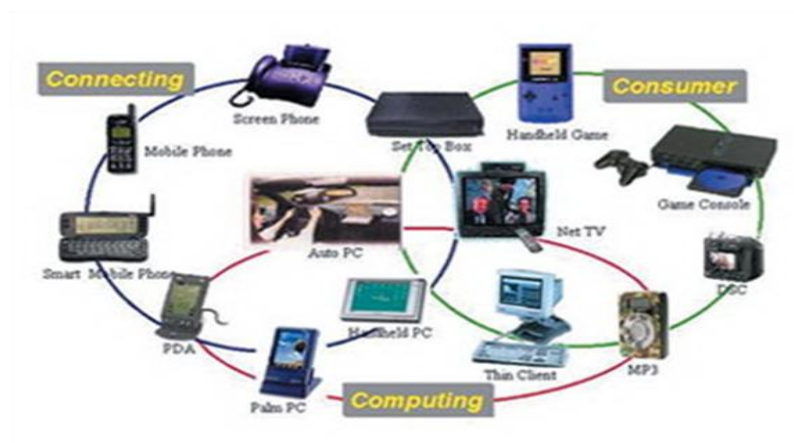 Connecting
Screen Phone
Consumer
Mobile Phone
Set Top Box
Handheld Game
Game Console
Auto PC
Net TV
Smart Mobile Phone
DSC
PDA
Handheld PC
Thin Client
MP3
Palm PC
Computing